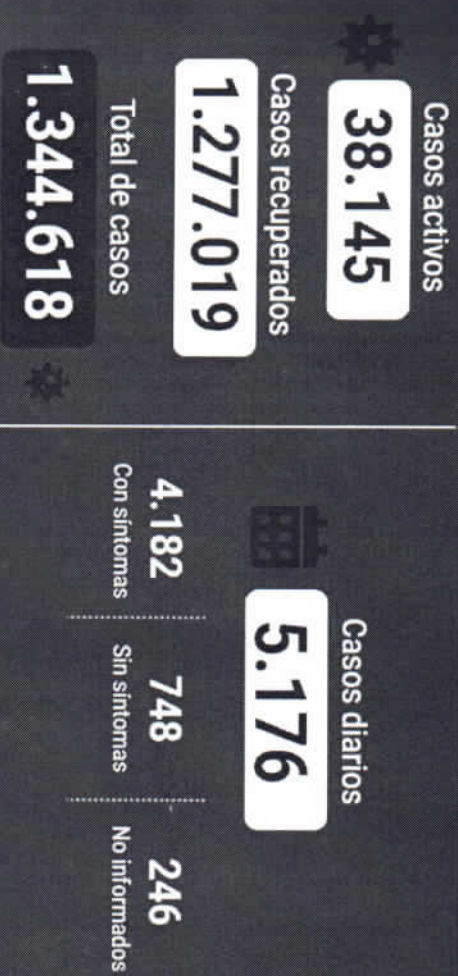 Casos activos
38.145
Casos recuperados
1.277.019
Total de casos
1.344.618
Casos diarios
5.176
4.182
Con síntomas
748
Sin síntomas
246
No informados